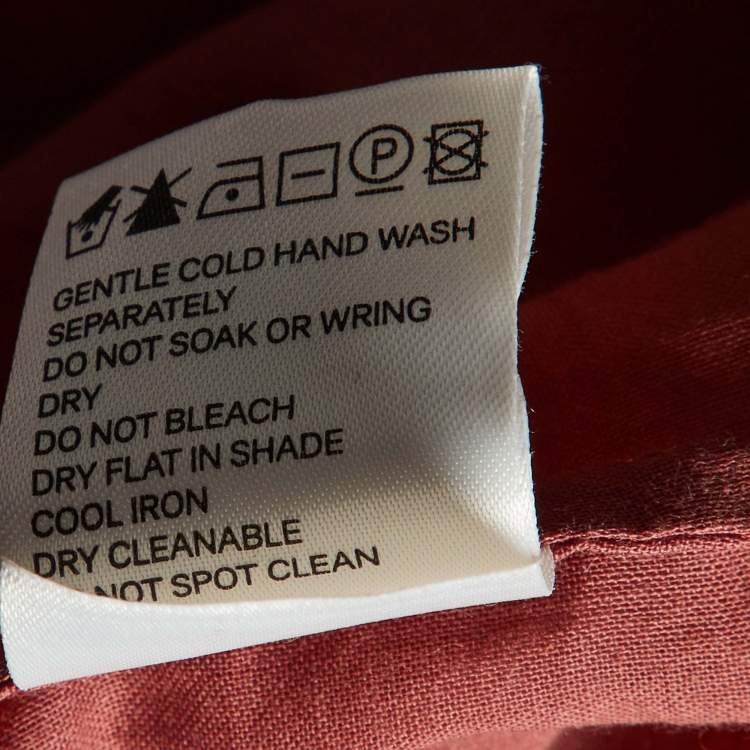 P
GENTLE COLD HAND WASH
SEPARATELY
DO NOT SOAK OR WRING
DRY
DO NOT BLEACH
DRY FLAT IN SHADE
COOL IRON
DRY CLEANABLE
NOT SPOT CLEAN